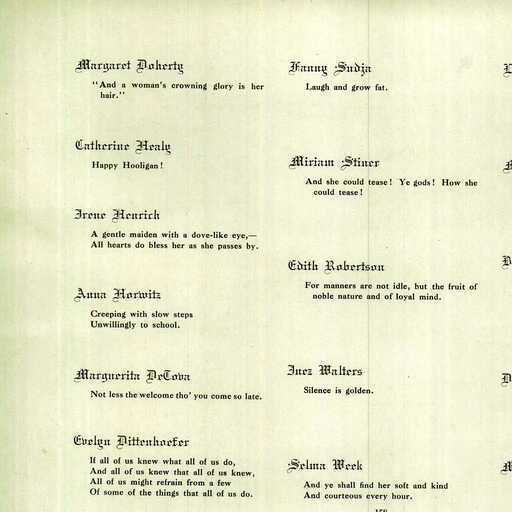 Margaret Doherty
"And a woman's crowning glory is her
hair."
Catherine Healy
Happy Hooligan!
Irene Henrich
A gentle maiden with a dove-like eye,—
All hearts do bless her as she passes by.
Anna Horwitz
Creeping with slow steps
Unwillingly to school.
Marguerita DeTova
Not less the welcome tho' you come so late.
Evelyn Dittenhoefer
If all of us knew what all of us do,
And all of us knew that all of us knew,
All of us might refrain from a few
Of some of the things that all of us do.
Fanny Sudja
Laugh and grow fat.
Miriam Stiner
And she could tease! Ye gods! How she
could tease!
Edith Robertson
For manners are not idle, but the fruit of
noble nature and of loyal mind.
Inez Walters
Silence is golden.
Selma Week
And ye shall find her soft and kind
And courteous every hour.